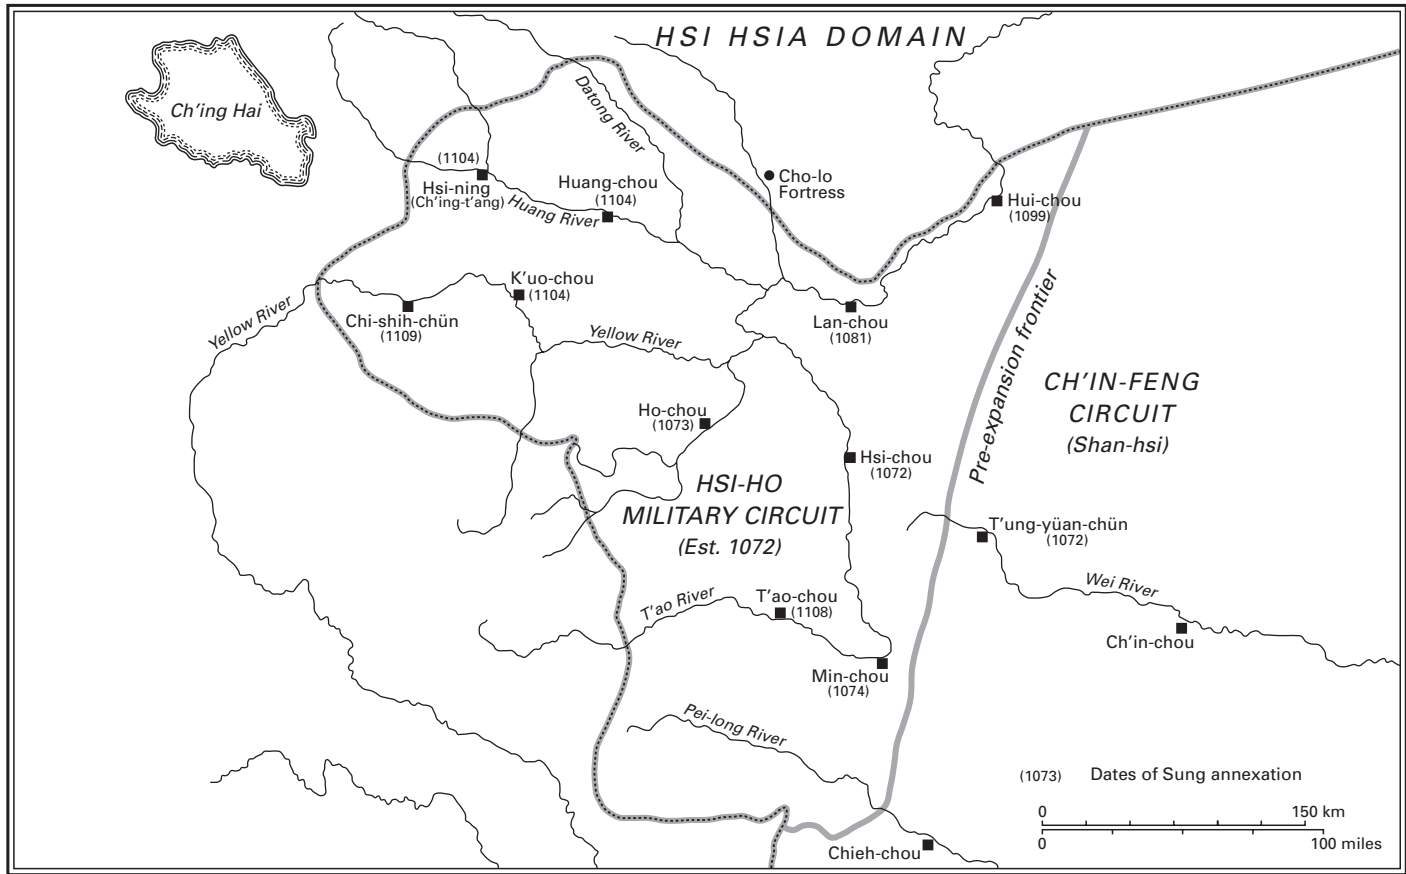 HSI HSIA DOMAIN
Ch'ing Hai
Datong River
(1104)
Hsi-ning
(Ch'ing-t'ang)
Huang River
Huang-chou
(1104)
Cho-lo
Fortress
Hui-chou
(1099)
K'uo-chou
(1104)
Chi-shih-chün
(1109)
Yellow River
Yellow River
Lan-chou
(1081)
Pre-expansion frontier
CH'IN-FENG
CIRCUIT
(Shan-hsi)
Ho-chou
(1073)
Hsi-chou
(1072)
HSI-HO
MILITARY CIRCUIT
(Est. 1072)
T'ung-yüan-chün
(1072)
Wei River
Ch'in-chou
T'ao River
T'ao-chou
(1108)
Min-chou
(1074)
Pei-long River
Chieh-chou
(1073) Dates of Sung annexation
0 150 km
0 100 miles